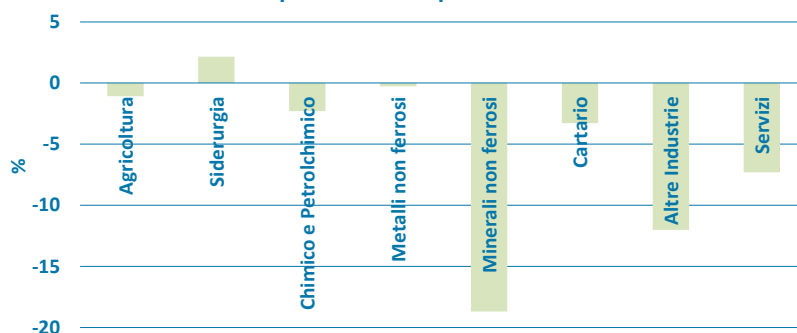 5
0
-5
-10
-15
-20
%
Agricoltura
Siderurgia
Chimico e Petrolchimico
Metalli non ferrosi
Minerali non ferrosi
Cartario
Altre Industrie
Servizi